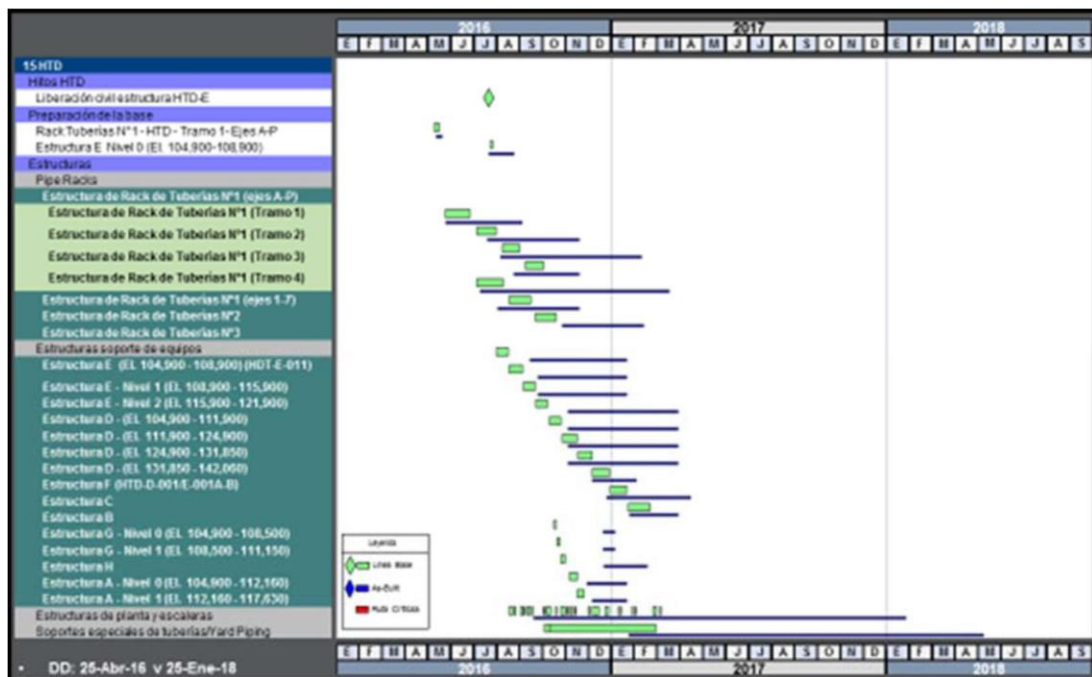 2016 2017 2018
E F M A M J J A S O N D E F M A M J J A S O N D E F M A M J J A S
15 HTD
Hitos HTD
Liberación civil estructura HTD-E
Preparación de la base
Rack Tuberías N°1 - HTD - Tramo 1- Ejes A-P
Estructura E Nivel 0 (El. 104,900-108,900)
Estructuras
Pipe Racks
Estructura de Rack de Tuberías N°1 (ejes A-P)
Estructura de Rack de Tuberías N°1 (Tramo 1)
Estructura de Rack de Tuberías N°1 (Tramo 2)
Estructura de Rack de Tuberías N°1 (Tramo 3)
Estructura de Rack de Tuberías N°1 (Tramo 4)
Estructura de Rack de Tuberías N°1 (ejes 1-7)
Estructura de Rack de Tuberías N°2
Estructura de Rack de Tuberías N°3
Estructuras soporte de equipos
Estructura E (El. 104,900 - 108,900) (HDT-E-011)
Estructura E - Nivel 1 (El. 108,900 - 115,900)
Estructura E - Nivel 2 (El. 115,900 - 121,900)
Estructura D - (El. 104,900 - 111,900)
Estructura D - (El. 111,900 - 124,900)
Estructura D - (El. 124,900 - 131,850)
Estructura D - (El. 131,850 - 142,060)
Estructura F (HTD-D-001/E-001A-B)
Estructura C
Estructura B
Estructura G - Nivel 0 (El. 104,900 - 108,500)
Estructura G - Nivel 1 (El. 108,500 - 111,150)
Estructura H
Estructura A - Nivel 0 (El. 104,900 - 112,160)
Estructura A - Nivel 1 (El. 112,160 - 117,630)
Estructuras de planta y escaleras
Soportes especiales de tuberías/Yard Piping
Leyenda
Línea Base
As-Built
Ruta Crítica
E F M A M J J A S O N D E F M A M J J A S O N D E F M A M J J A S
2016 2017 2018
• DD: 25-Abr-16 v 25-Ene-18